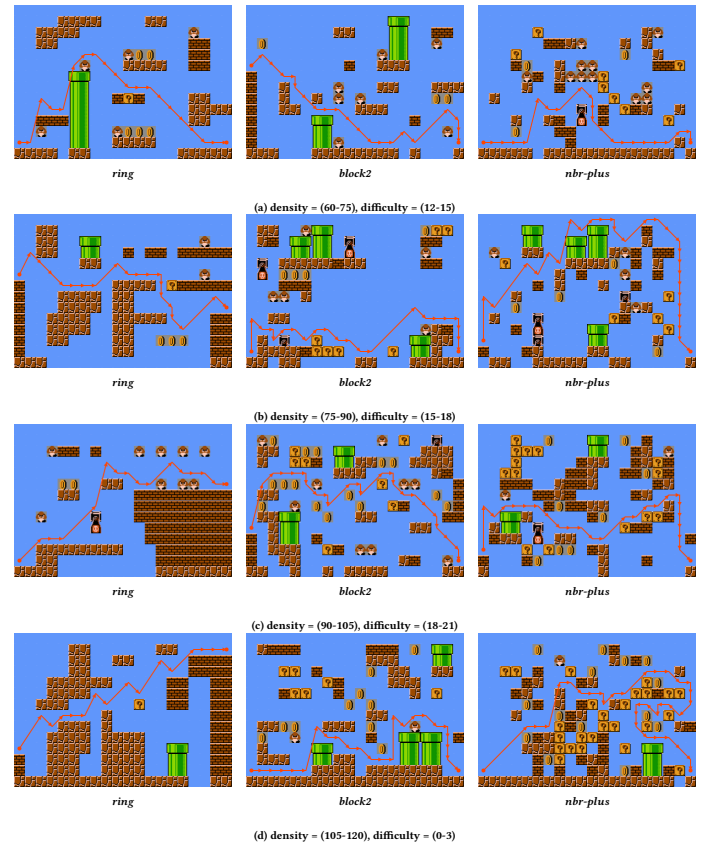 ring block2 nbr-plus
(a) density = (60-75), difficulty = (12-15)
ring block2 nbr-plus
(b) density = (75-90), difficulty = (15-18)
ring block2 nbr-plus
(c) density = (90-105), difficulty = (18-21)
ring block2 nbr-plus
(d) density = (105-120), difficulty = (0-3)